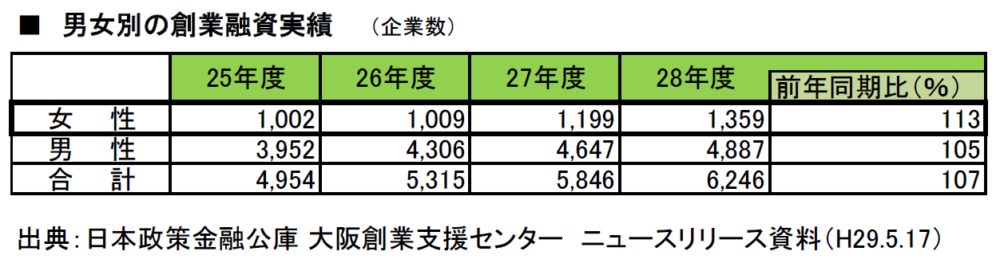 ■ 男女別の創業融資実績 （企業数）
25年度 26年度 27年度 28年度
前年同期比（％）
女 性 1,002 1,009 1,199 1,359 113
男 性 3,952 4,306 4,647 4,887 105
合 計 4,954 5,315 5,846 6,246 107
出典：日本政策金融公庫 大阪創業支援センター ニュースリリース資料（H29.5.17）